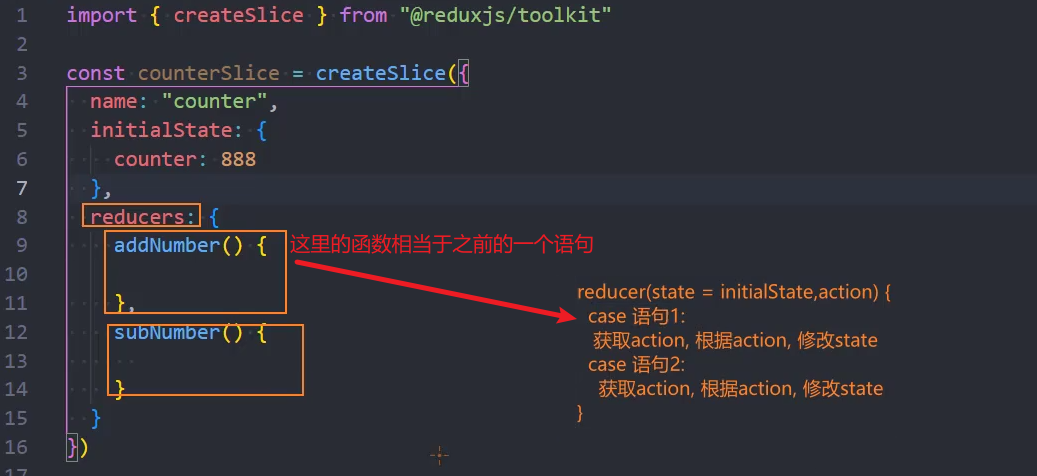 1 import { createSlice } from "@reduxjs/toolkit"
2
3 const counterSlice = createSlice({
4 name: "counter",
5 initialState: {
6 counter: 888
7 },
8 reducers: {
9 addNumber() { 这里的函数相当于之前的一个语句
10
11 },
12 subNumber() {
13
14 }
15 }
16 })
17
reducer(state = initialState,action) {
case 语句1:
获取action, 根据action, 修改state
case 语句2:
获取action, 根据action, 修改state
}